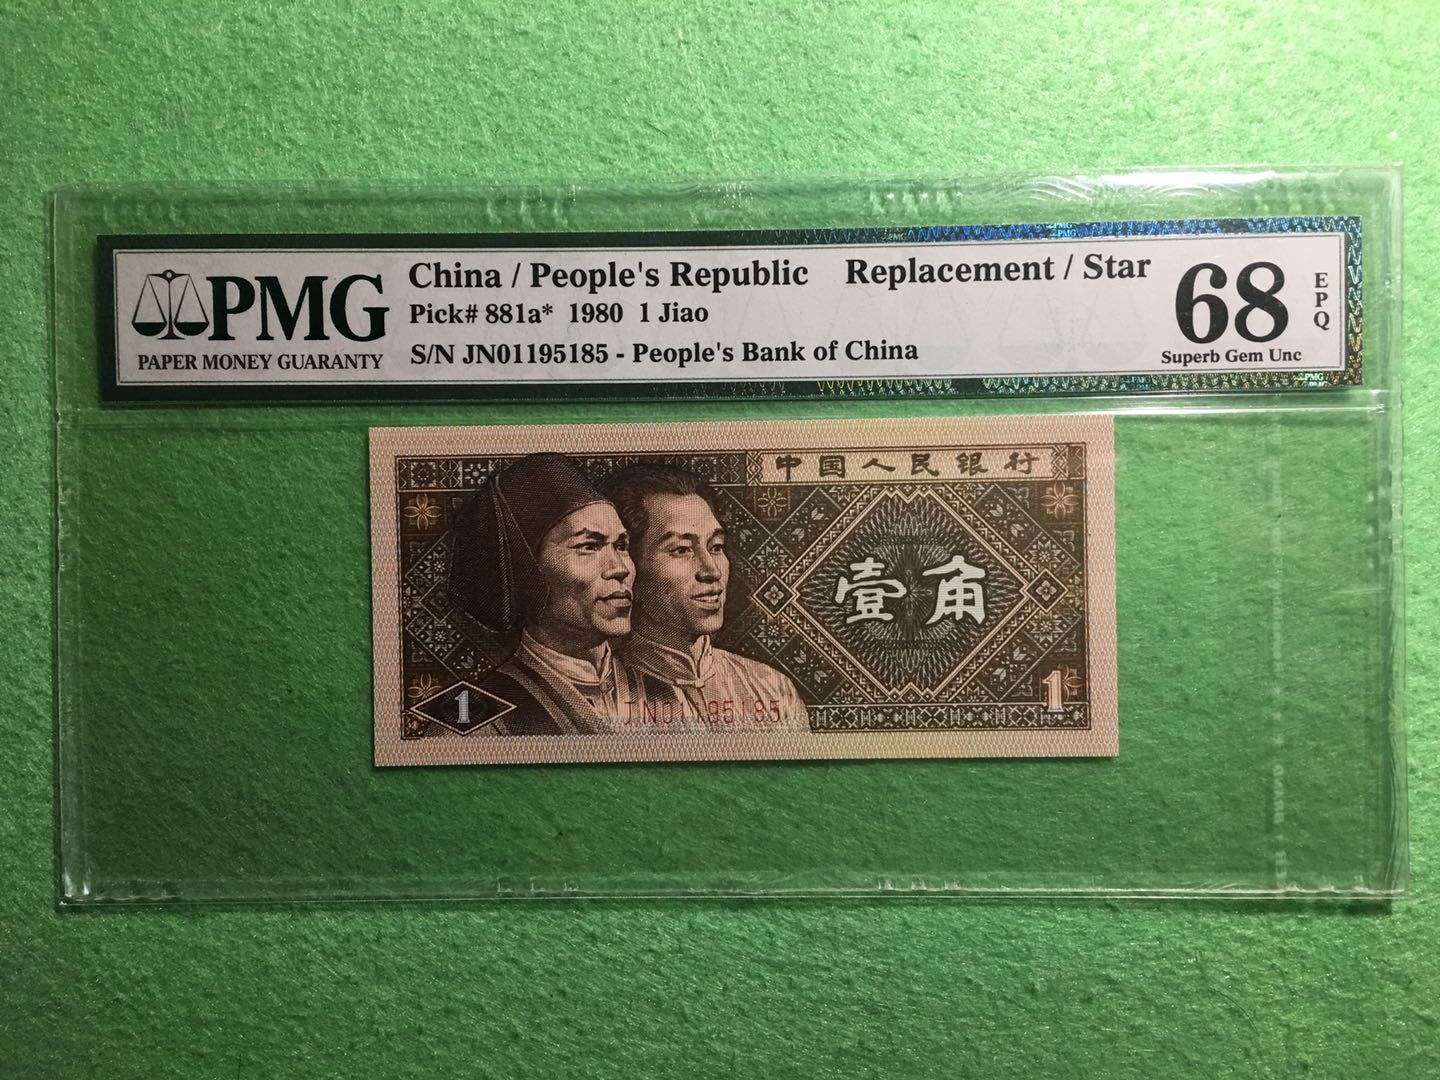 PMG
PAPER MONEY GUARANTY
China / People's Republic Replacement / Star
Pick# 881a* 1980 1 Jiao
S/N JN01195185 - People's Bank of China
68
EPQ
Superb Gem Unc
中国人民银行
壹角
1
JN01195185
1